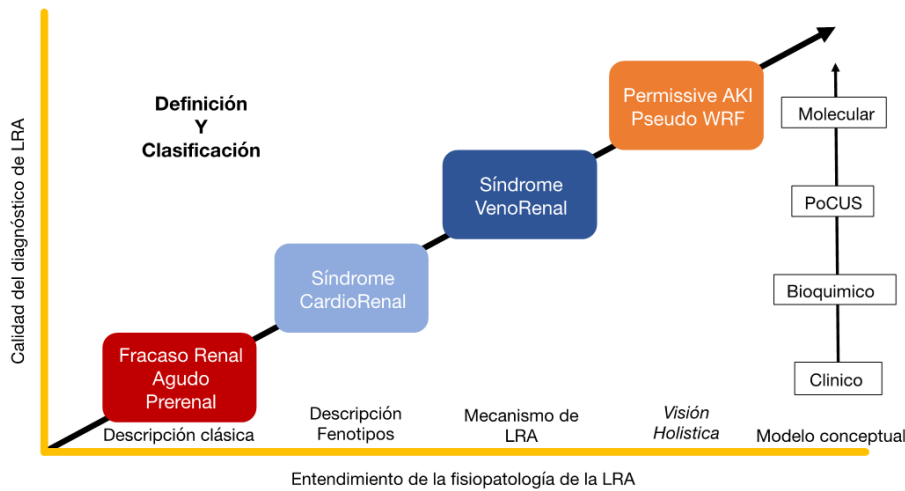 Definición
Y
Clasificación
Permissive AKI
Pseudo WRF
Molecular
Síndrome
VenoRenal
PoCUS
Síndrome
CardioRenal
Bioquimico
Fracaso Renal
Agudo
Prerenal
Clinico
Descripción clásica
Descripción
Fenotipos
Mecanismo de
LRA
Visión
Holistica
Modelo conceptual
Calidad del diagnóstico de LRA
Entendimiento de la fisiopatología de la LRA